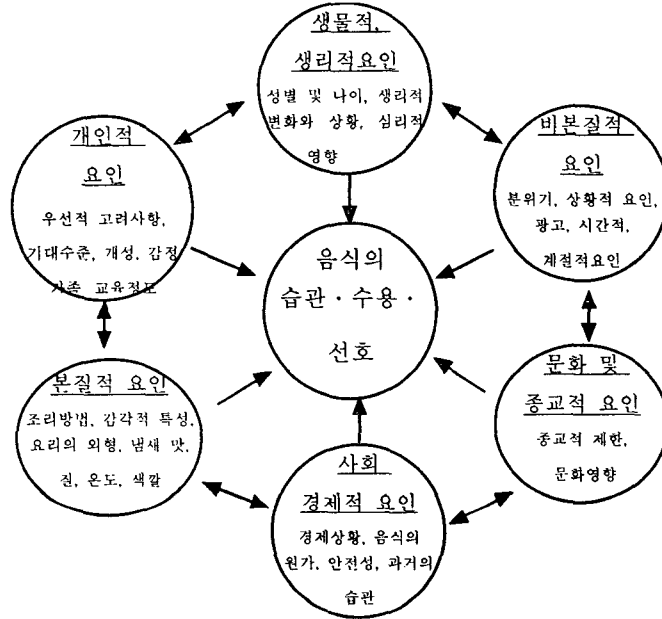 생물적,
생리적요인
성별 및 나이, 생리적
변화와 상황, 심리적
영향
개인적
요인
우선적 고려사항,
기대수준, 개성, 감정
가족 교육정도
비본질적
요인
분위기, 상황적 요인,
광고, 시간적,
계절적요인
음식의
습관·수용·
선호
본질적 요인
조리방법, 감각적 특성,
요리의 외형, 냄새 맛,
질, 온도, 색깔
문화 및
종교적 요인
종교적 제한,
문화영향
사회
경제적 요인
경제상황, 음식의
원가, 안전성, 과거의
습관